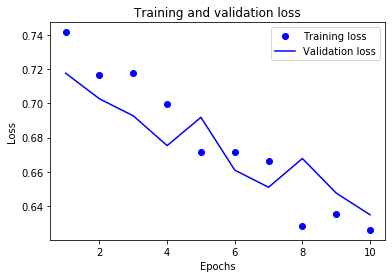 Training and validation loss
Training loss
Validation loss
0.74
0.72
0.70
0.68
0.66
0.64
Loss
2
4
6
8
10
Epochs